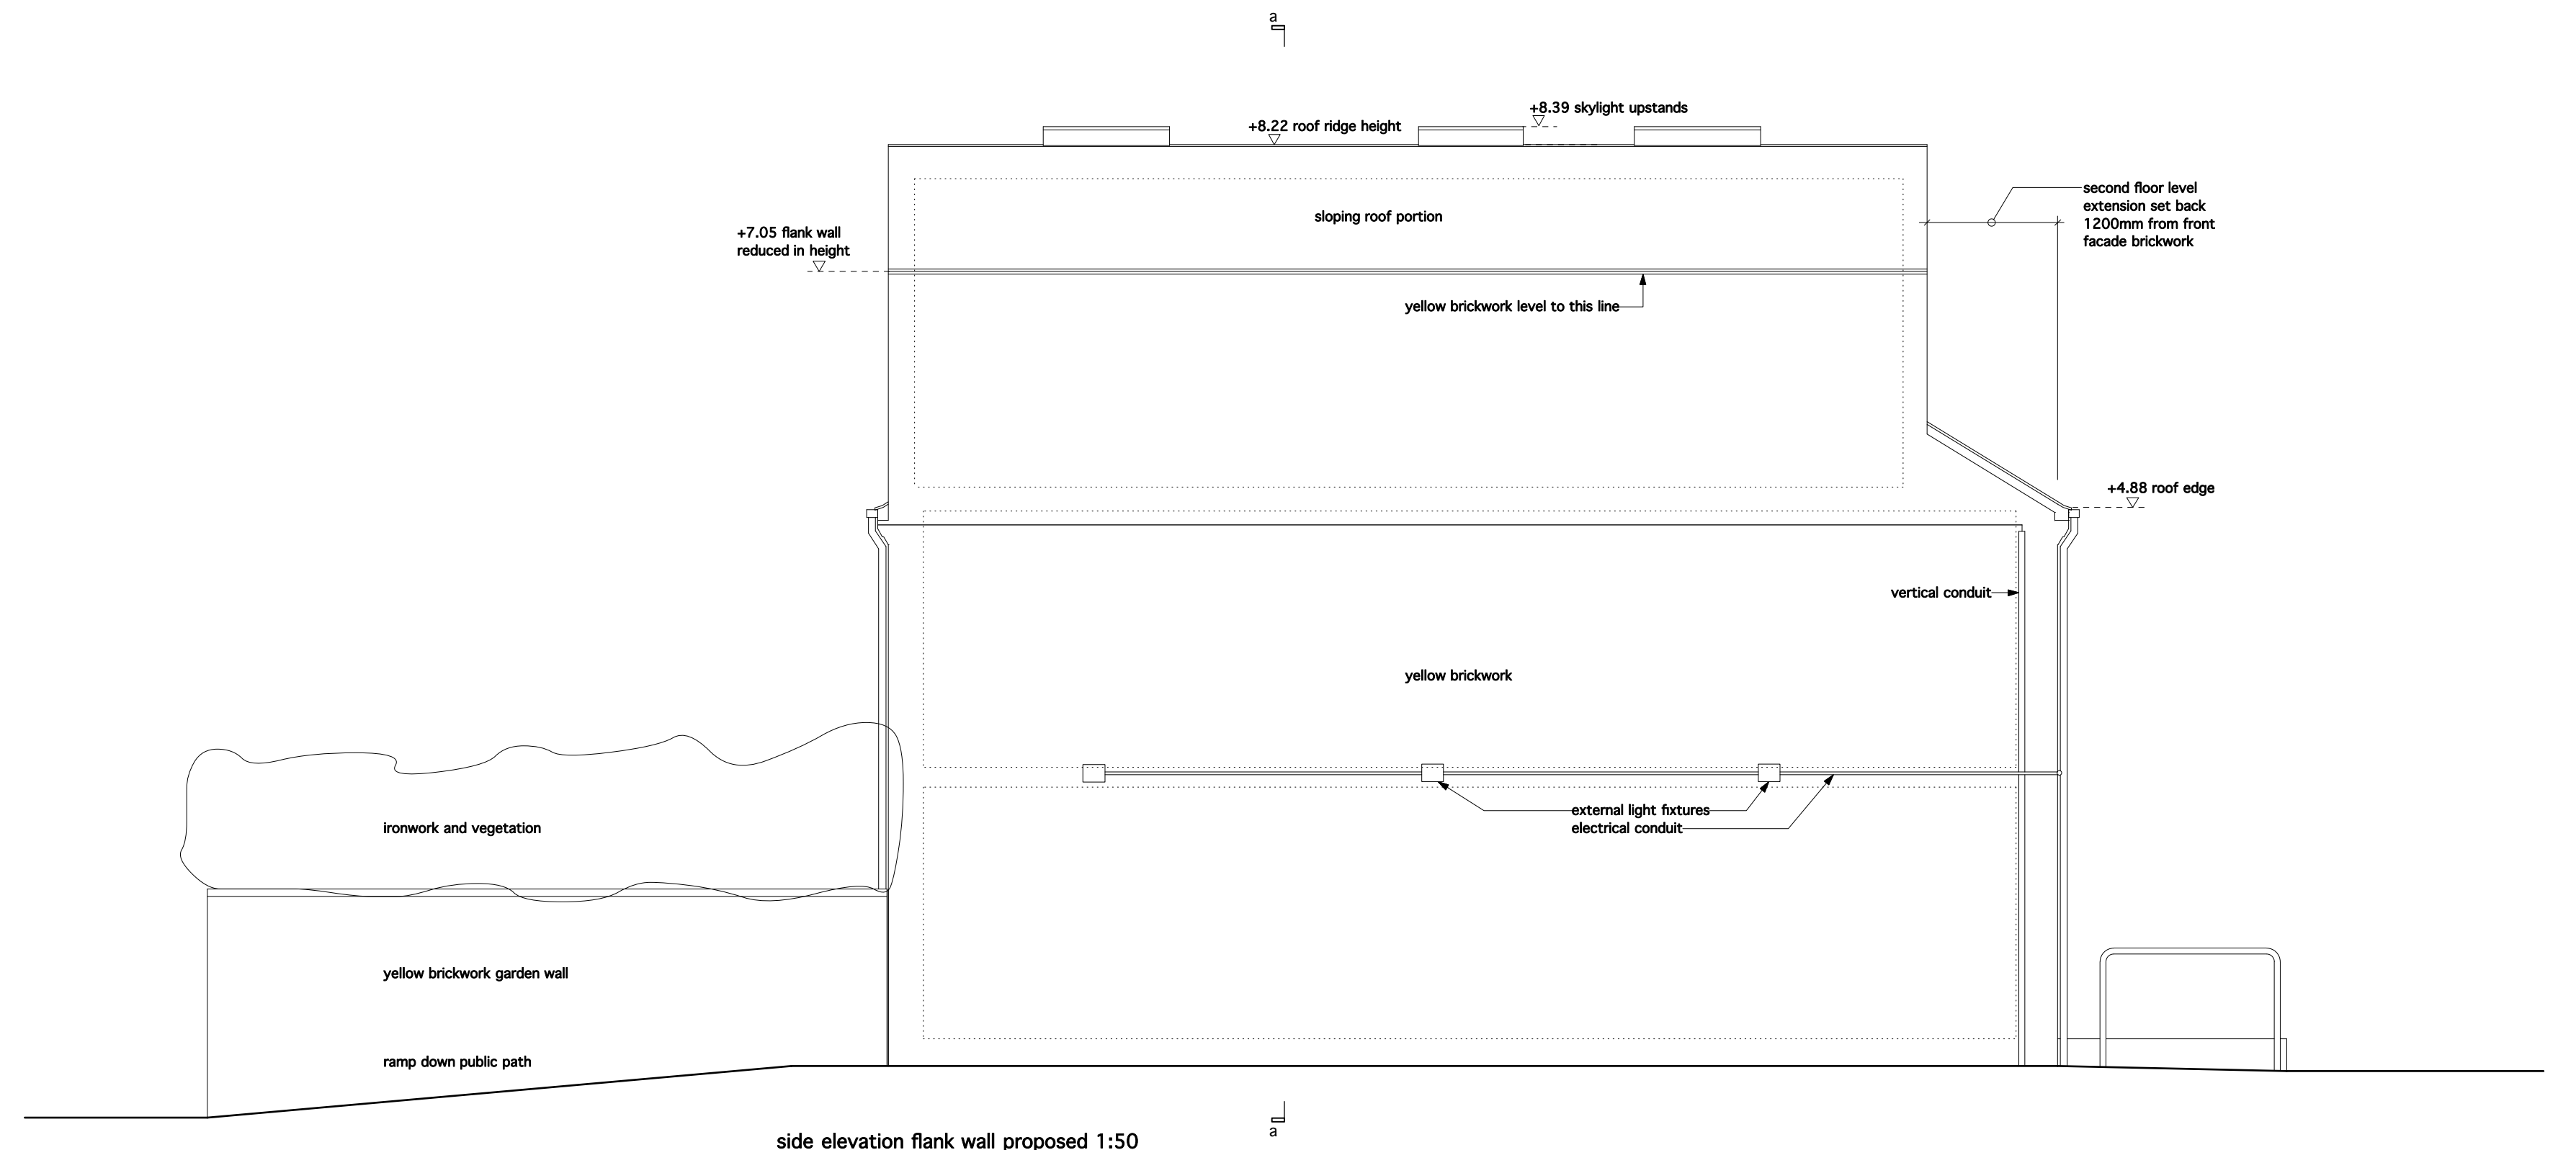 a
+8.39 skylight upstands
+8.22 roof ridge height
second floor level
extension set back
1200mm from front
facade brickwork
sloping roof portion
+7.05 flank wall
reduced in height
yellow brickwork level to this line
+4.88 roof edge
vertical conduit
yellow brickwork
external light fixtures
electrical conduit
ironwork and vegetation
yellow brickwork garden wall
ramp down public path
a
side elevation flank wall proposed 1:50